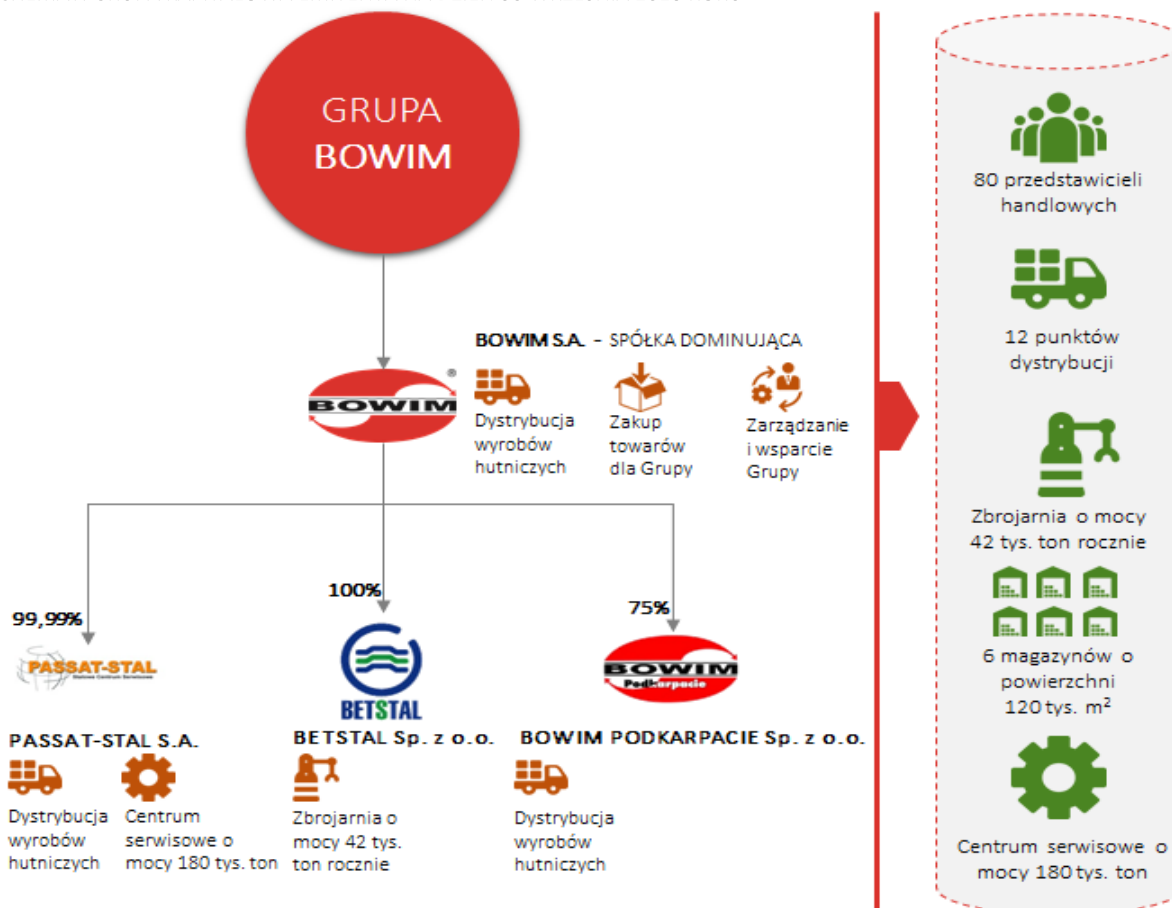 GRUPA
BOWIM
BOWIM S.A. - SPÓŁKA DOMINUJĄCA
BOWIM
®
Dystrybucja
wyrobów
hutniczych
Zakup
towarów
dla Grupy
Zarządzanie
i wsparcie
Grupy
99,99%
100%
75%
PASSAT-STAL
Stalowe Centrum Serwisowe
BETSTAL
BOWIM
Podkarpacie
PASSAT-STAL S.A.
Dystrybucja
wyrobów
hutniczych
Centrum
serwisowe o
mocy 180 tys. ton
BETSTAL Sp. z o.o.
Zbrojarnia o
mocy 42 tys.
ton rocznie
BOWIM PODKARPACIE Sp. z o.o.
Dystrybucja
wyrobów
hutniczych
80 przedstawicieli
handlowych
12 punktów
dystrybucji
Zbrojarnia o mocy
42 tys. ton rocznie
6 magazynów o
powierzchni
120 tys. m²
Centrum serwisowe o
mocy 180 tys. ton